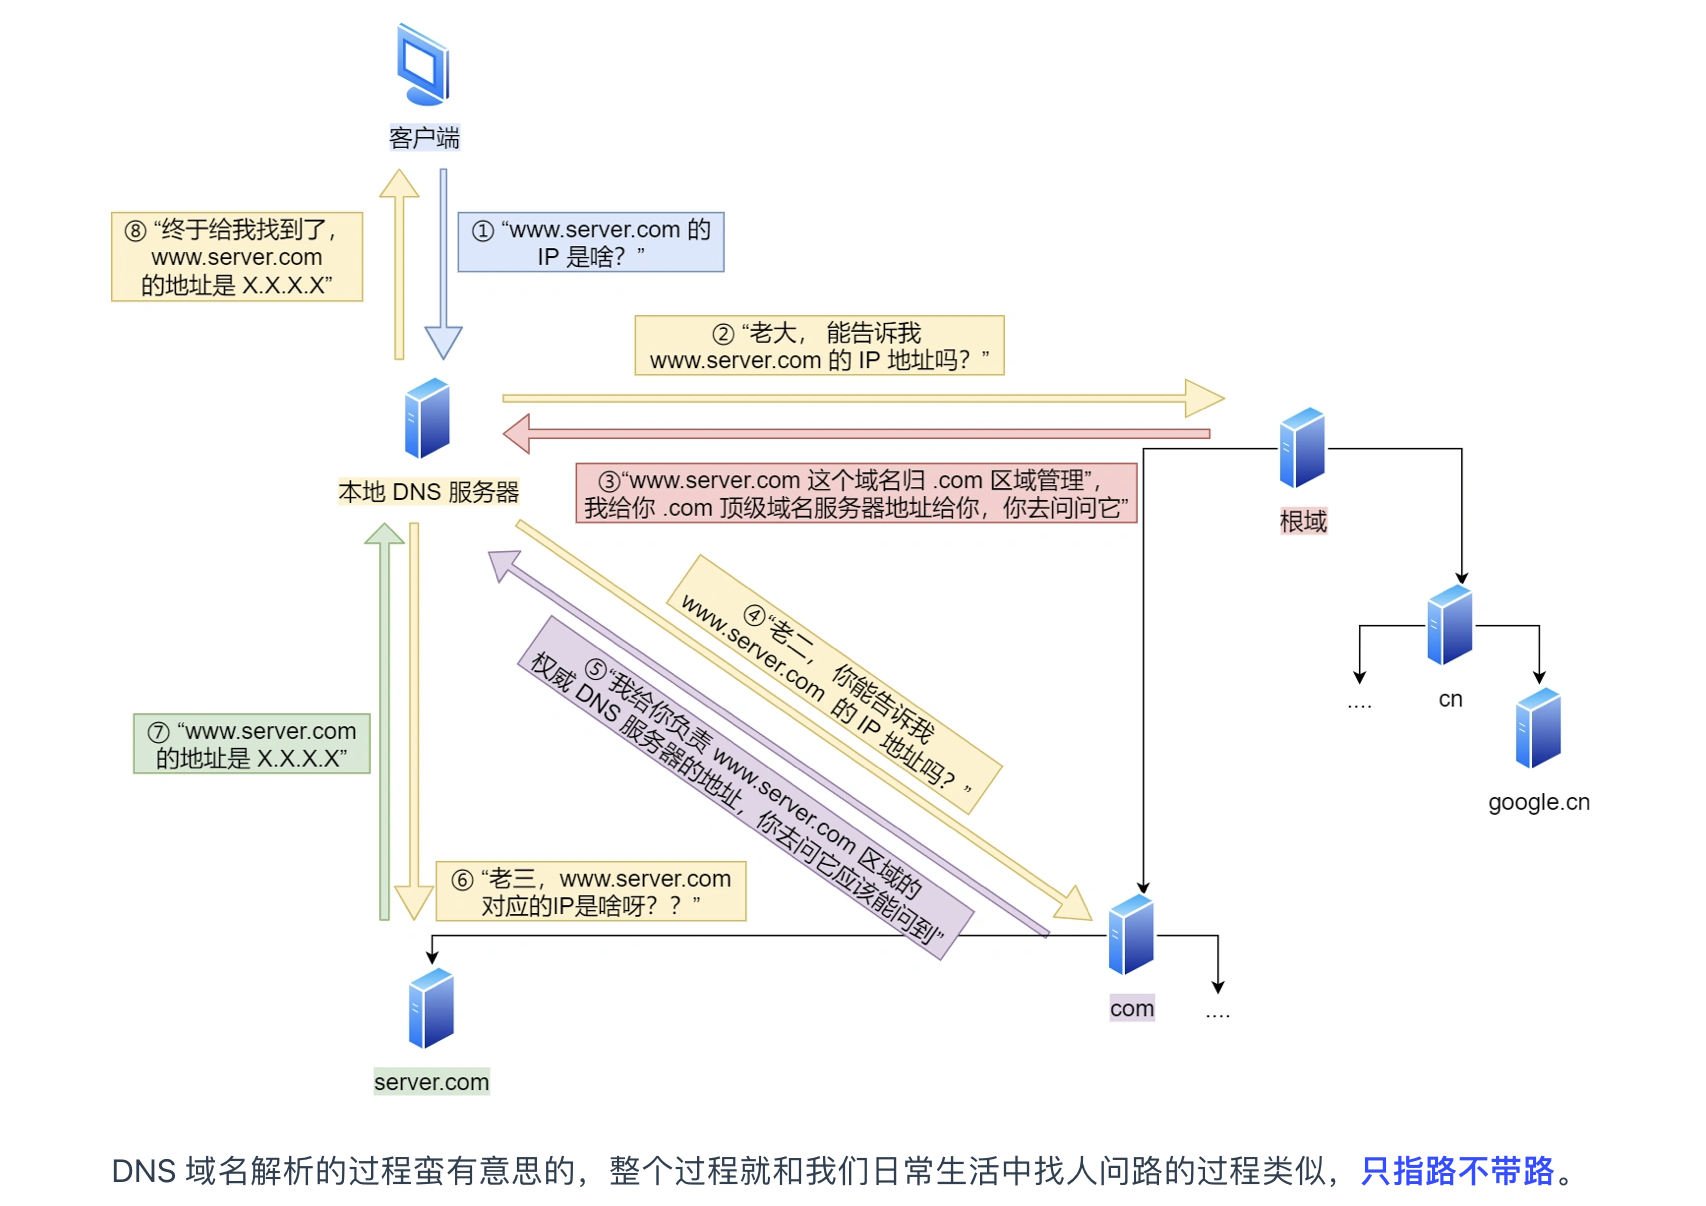 客户端
⑧ “终于给我找到了，
www.server.com
的地址是 X.X.X.X”
① “www.server.com 的
IP 是啥？”
② “老大， 能告诉我
www.server.com 的 IP 地址吗？”
本地 DNS 服务器
③“www.server.com 这个域名归 .com 区域管理”，
我给你 .com 顶级域名服务器地址给你，你去问问它”
根域
④“老二， 你能告诉我
www.server.com 的 IP 地址吗？”
⑤“我给你负责 www.server.com 区域的
权威 DNS 服务器的地址，你去问它应该能问到”
cn
....
google.cn
⑦ “www.server.com
的地址是 X.X.X.X”
⑥ “老三，www.server.com
对应的IP是啥呀？？”
com
....
server.com
DNS 域名解析的过程蛮有意思的，整个过程就和我们日常生活中找人问路的过程类似，只指路不带路。